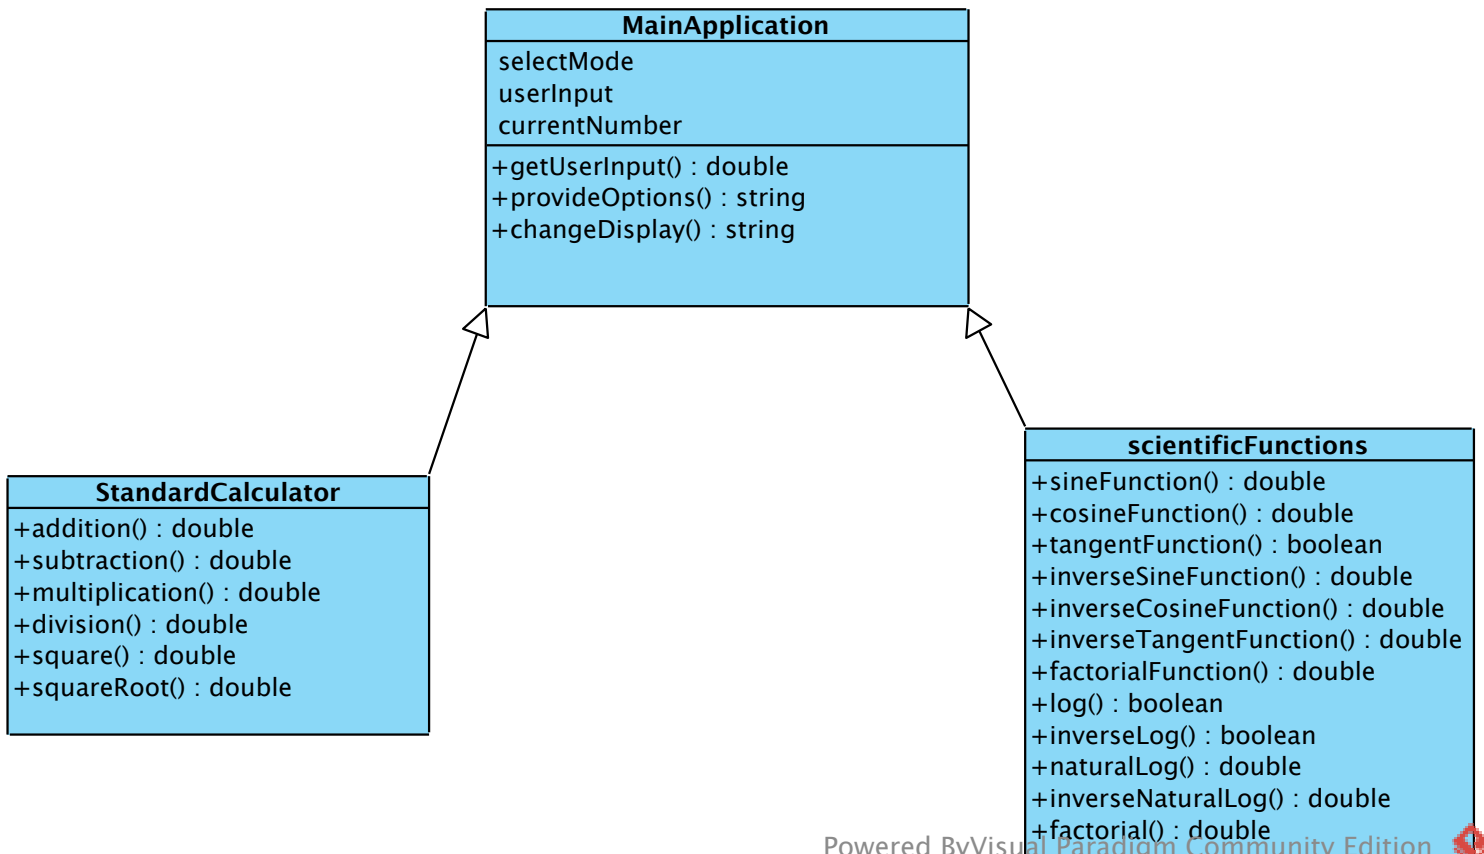 MainApplication
selectMode
userInput
currentNumber
+getUserInput() : double
+provideOptions() : string
+changeDisplay() : string
StandardCalculator
+addition() : double
+subtraction() : double
+multiplication() : double
+division() : double
+square() : double
+squareRoot() : double
scientificFunctions
+sineFunction() : double
+cosineFunction() : double
+tangentFunction() : boolean
+inverseSineFunction() : double
+inverseCosineFunction() : double
+inverseTangentFunction() : double
+factorialFunction() : double
+log() : boolean
+inverseLog() : boolean
+naturalLog() : double
+inverseNaturalLog() : double
+factorial() : double
Powered ByVisual Paradigm Community Edition